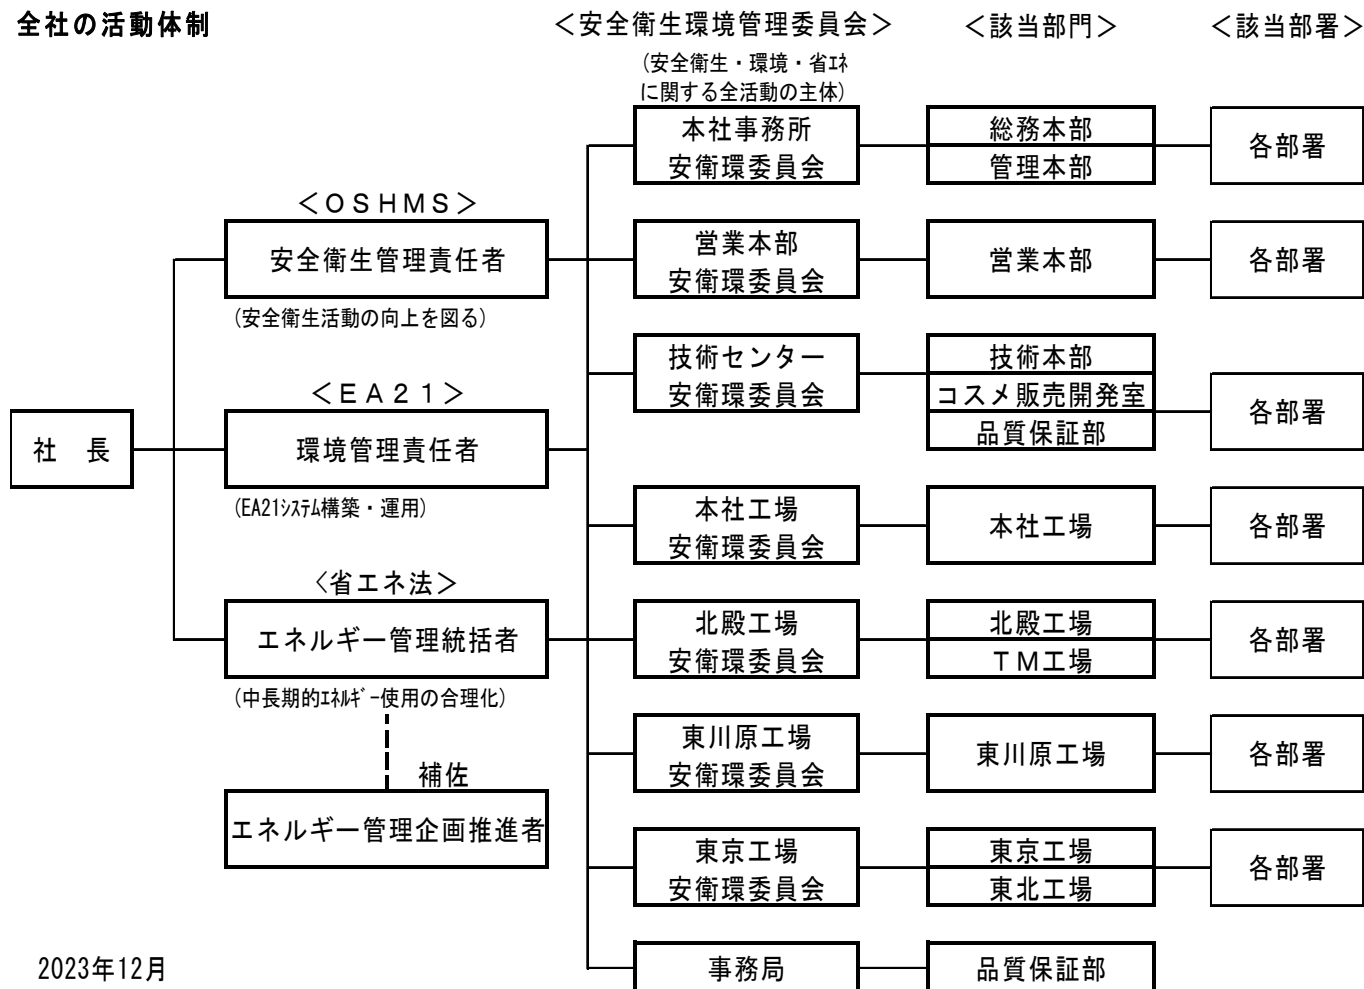 全社の活動体制
＜安全衛生環境管理委員会＞
＜該当部門＞
＜該当部署＞
(安全衛生・環境・省ｴﾈ
に関する全活動の主体)
本社事務所
安衛環委員会
総務本部
管理本部
各部署
＜ＯＳＨＭＳ＞
安全衛生管理責任者
(安全衛生活動の向上を図る)
営業本部
安衛環委員会
営業本部
各部署
技術センター
安衛環委員会
技術本部
コスメ販売開発室
品質保証部
各部署
＜ＥＡ２１＞
社　長
環境管理責任者
(EA21ｼｽﾃﾑ構築・運用)
本社工場
安衛環委員会
本社工場
各部署
〈省エネ法＞
エネルギー管理統括者
(中長期的ｴﾈﾙｷﾞｰ使用の合理化)
北殿工場
安衛環委員会
北殿工場
ＴＭ工場
各部署
補佐
エネルギー管理企画推進者
東川原工場
安衛環委員会
東川原工場
各部署
東京工場
安衛環委員会
東京工場
東北工場
各部署
事務局
品質保証部
2023年12月